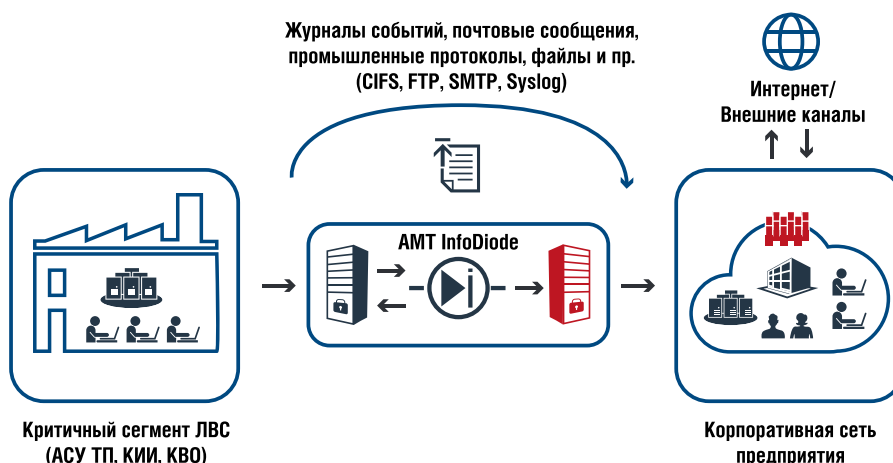 Журналы событий, почтовые сообщения,
промышленные протоколы, файлы и пр.
(CIFS, FTP, SMTP, Syslog)
Интернет/
Внешние каналы
AMT InfoDiode
Критичный сегмент ЛВС
(АСУ ТП, КИИ, КВО)
Корпоративная сеть
предприятия